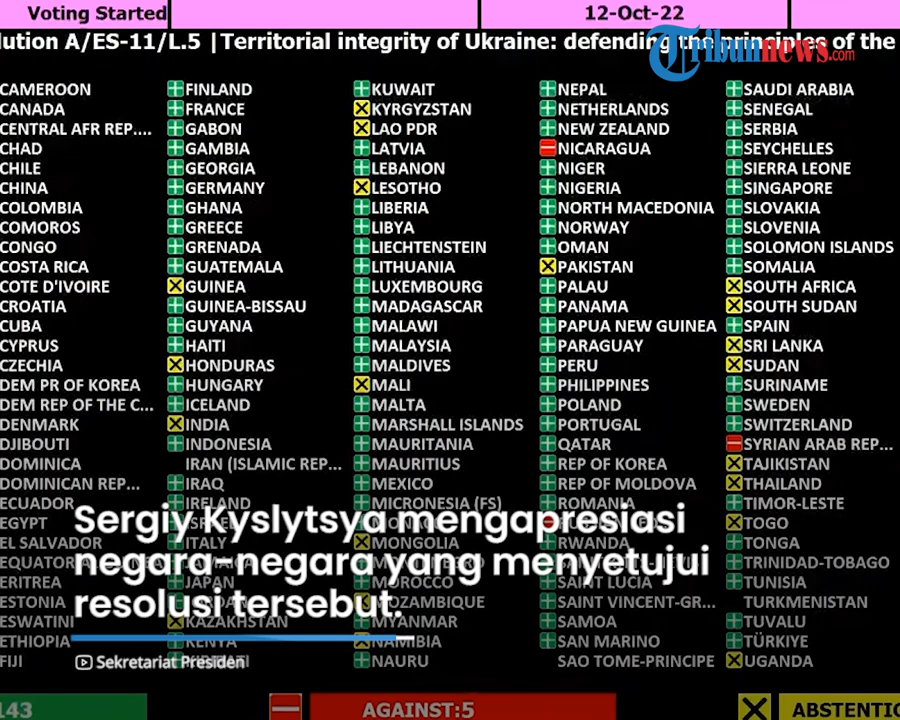 Voting Started
12-Oct-22
lution A/ES-11/L.5 |Territorial integrity of Ukraine: defending the principles of the
Tribunnews.com
CAMEROON
CANADA
CENTRAL AFR REP....
CHAD
CHILE
CHINA
COLOMBIA
COMOROS
CONGO
COSTA RICA
COTE D'IVOIRE
CROATIA
CUBA
CYPRUS
CZECHIA
DEM PR OF KOREA
DEM REP OF THE C...
DENMARK
DJIBOUTI
DOMINICA
DOMINICAN REP...
ECUADOR
EGYPT
EL SALVADOR
ERITREA
ESTONIA
ESWATINI
ETHIOPIA
FIJI
FINLAND
FRANCE
GABON
GAMBIA
GEORGIA
GERMANY
GHANA
GREECE
GRENADA
GUATEMALA
GUINEA
GUINEA-BISSAU
GUYANA
HAITI
HONDURAS
HUNGARY
ICELAND
INDIA
INDONESIA
IRAN (ISLAMIC REP...
IRAQ
IRELAND
ITALY
JAPAN
KAZAKHSTAN
KENYA
KUWAIT
KYRGYZSTAN
LAO PDR
LATVIA
LEBANON
LESOTHO
LIBERIA
LIBYA
LIECHTENSTEIN
LITHUANIA
LUXEMBOURG
MADAGASCAR
MALAWI
MALAYSIA
MALDIVES
MALI
MALTA
MARSHALL ISLANDS
MAURITANIA
MAURITIUS
MEXICO
MICRONESIA (FS)
MONGOLIA
MOROCCO
MOZAMBIQUE
MYANMAR
NAMIBIA
NAURU
NEPAL
NETHERLANDS
NEW ZEALAND
NICARAGUA
NIGER
NIGERIA
NORTH MACEDONIA
NORWAY
OMAN
PAKISTAN
PALAU
PANAMA
PAPUA NEW GUINEA
PARAGUAY
PERU
PHILIPPINES
POLAND
PORTUGAL
QATAR
REP OF KOREA
REP OF MOLDOVA
ROMANIA
RWANDA
SAINT LUCIA
SAINT VINCENT-GR...
SAMOA
SAN MARINO
SAO TOME-PRINCIPE
SAUDI ARABIA
SENEGAL
SERBIA
SEYCHELLES
SIERRA LEONE
SINGAPORE
SLOVAKIA
SLOVENIA
SOLOMON ISLANDS
SOMALIA
SOUTH AFRICA
SOUTH SUDAN
SPAIN
SRI LANKA
SUDAN
SURINAME
SWEDEN
SWITZERLAND
SYRIAN ARAB REP...
TAJIKISTAN
THAILAND
TIMOR-LESTE
TOGO
TONGA
TRINIDAD-TOBAGO
TUNISIA
TURKMENISTAN
TUVALU
TÜRKIYE
UGANDA
Sergiy Kyslytsya mengapresiasi
negara-negara yang menyetujui
resolusi tersebut.
Sekretariat Presiden
143
AGAINST:5
ABSTENTIO